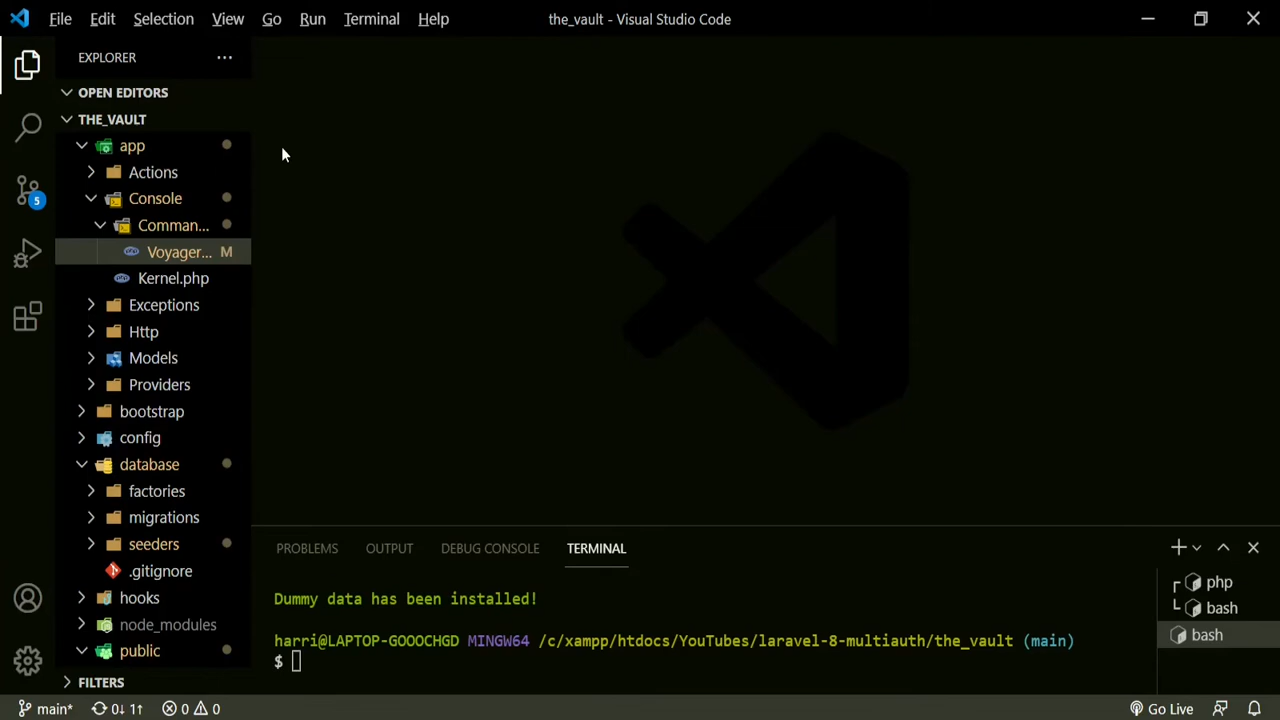 File Edit Selection View Go Run Terminal Help
the_vault - Visual Studio Code
EXPLORER
OPEN EDITORS
THE_VAULT
app
Actions
Console
Comman...
Voyager... M
Kernel.php
Exceptions
Http
Models
Providers
bootstrap
config
database
factories
migrations
seeders
.gitignore
hooks
node_modules
public
FILTERS
5
PROBLEMS OUTPUT DEBUG CONSOLE TERMINAL
Dummy data has been installed!
harri@LAPTOP-GOOOCHGD MINGW64 /c/xampp/htdocs/YouTubes/laravel-8-multiauth/the_vault (main)
$
php
bash
bash
main* 0↓ 1↑ 0 0 Go Live